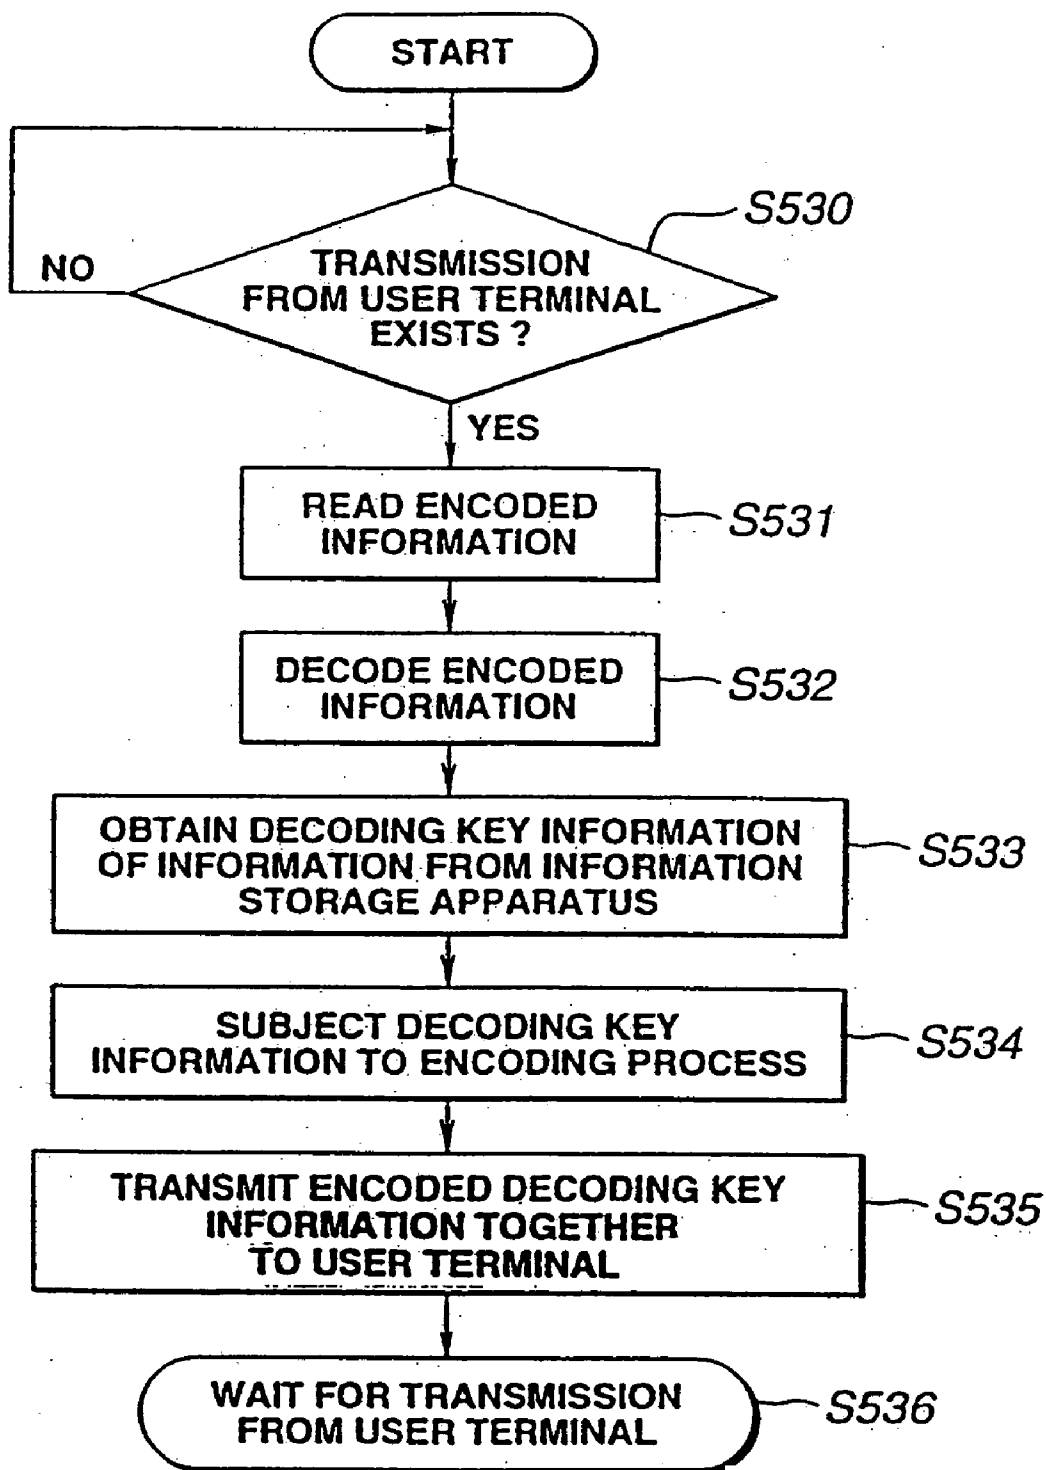 START
S530
NO
TRANSMISSION
FROM USER TERMINAL
EXISTS ?
YES
READ ENCODED
INFORMATION
S531
DECODE ENCODED
INFORMATION
S532
OBTAIN DECODING KEY INFORMATION
OF INFORMATION FROM INFORMATION
STORAGE APPARATUS
S533
SUBJECT DECODING KEY
INFORMATION TO ENCODING PROCESS
S534
TRANSMIT ENCODED DECODING KEY
INFORMATION TOGETHER
TO USER TERMINAL
S535
WAIT FOR TRANSMISSION
FROM USER TERMINAL
S536